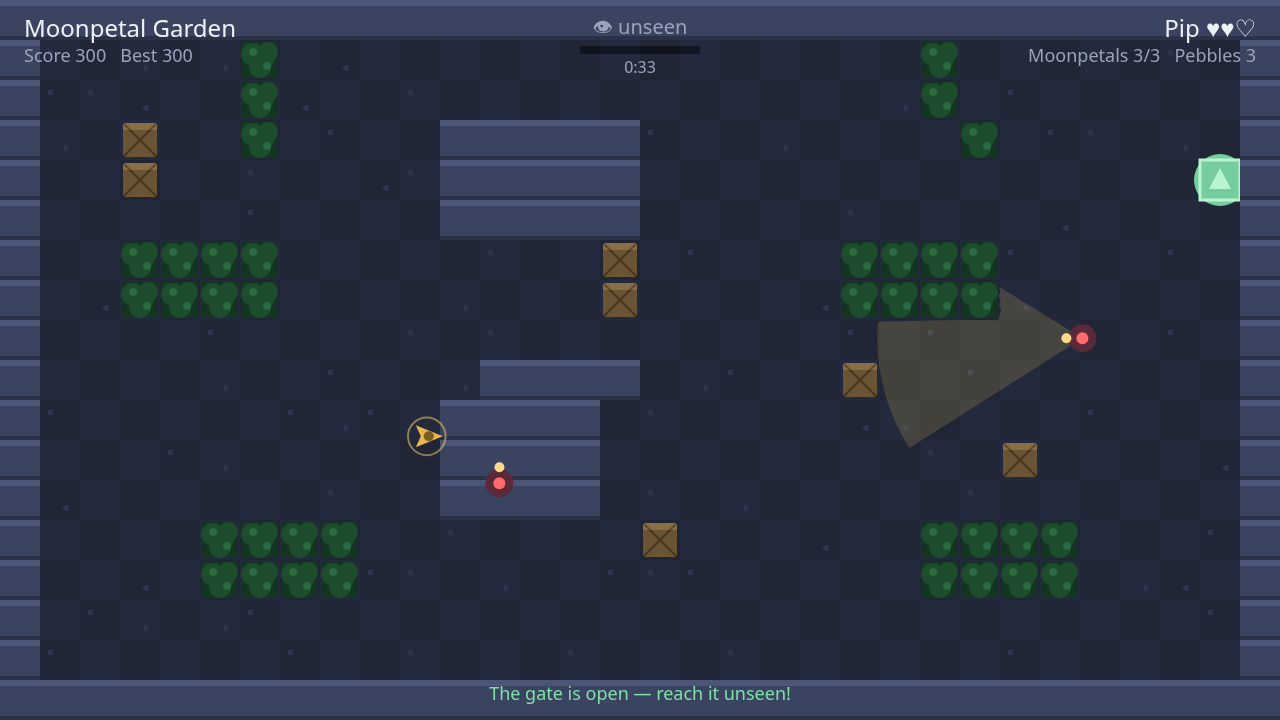 Moonpetal Garden
Score 300 Best 300
unseen
0:33
Pip ♥♥♡
Moonpetals 3/3 Pebbles 3
The gate is open — reach it unseen!